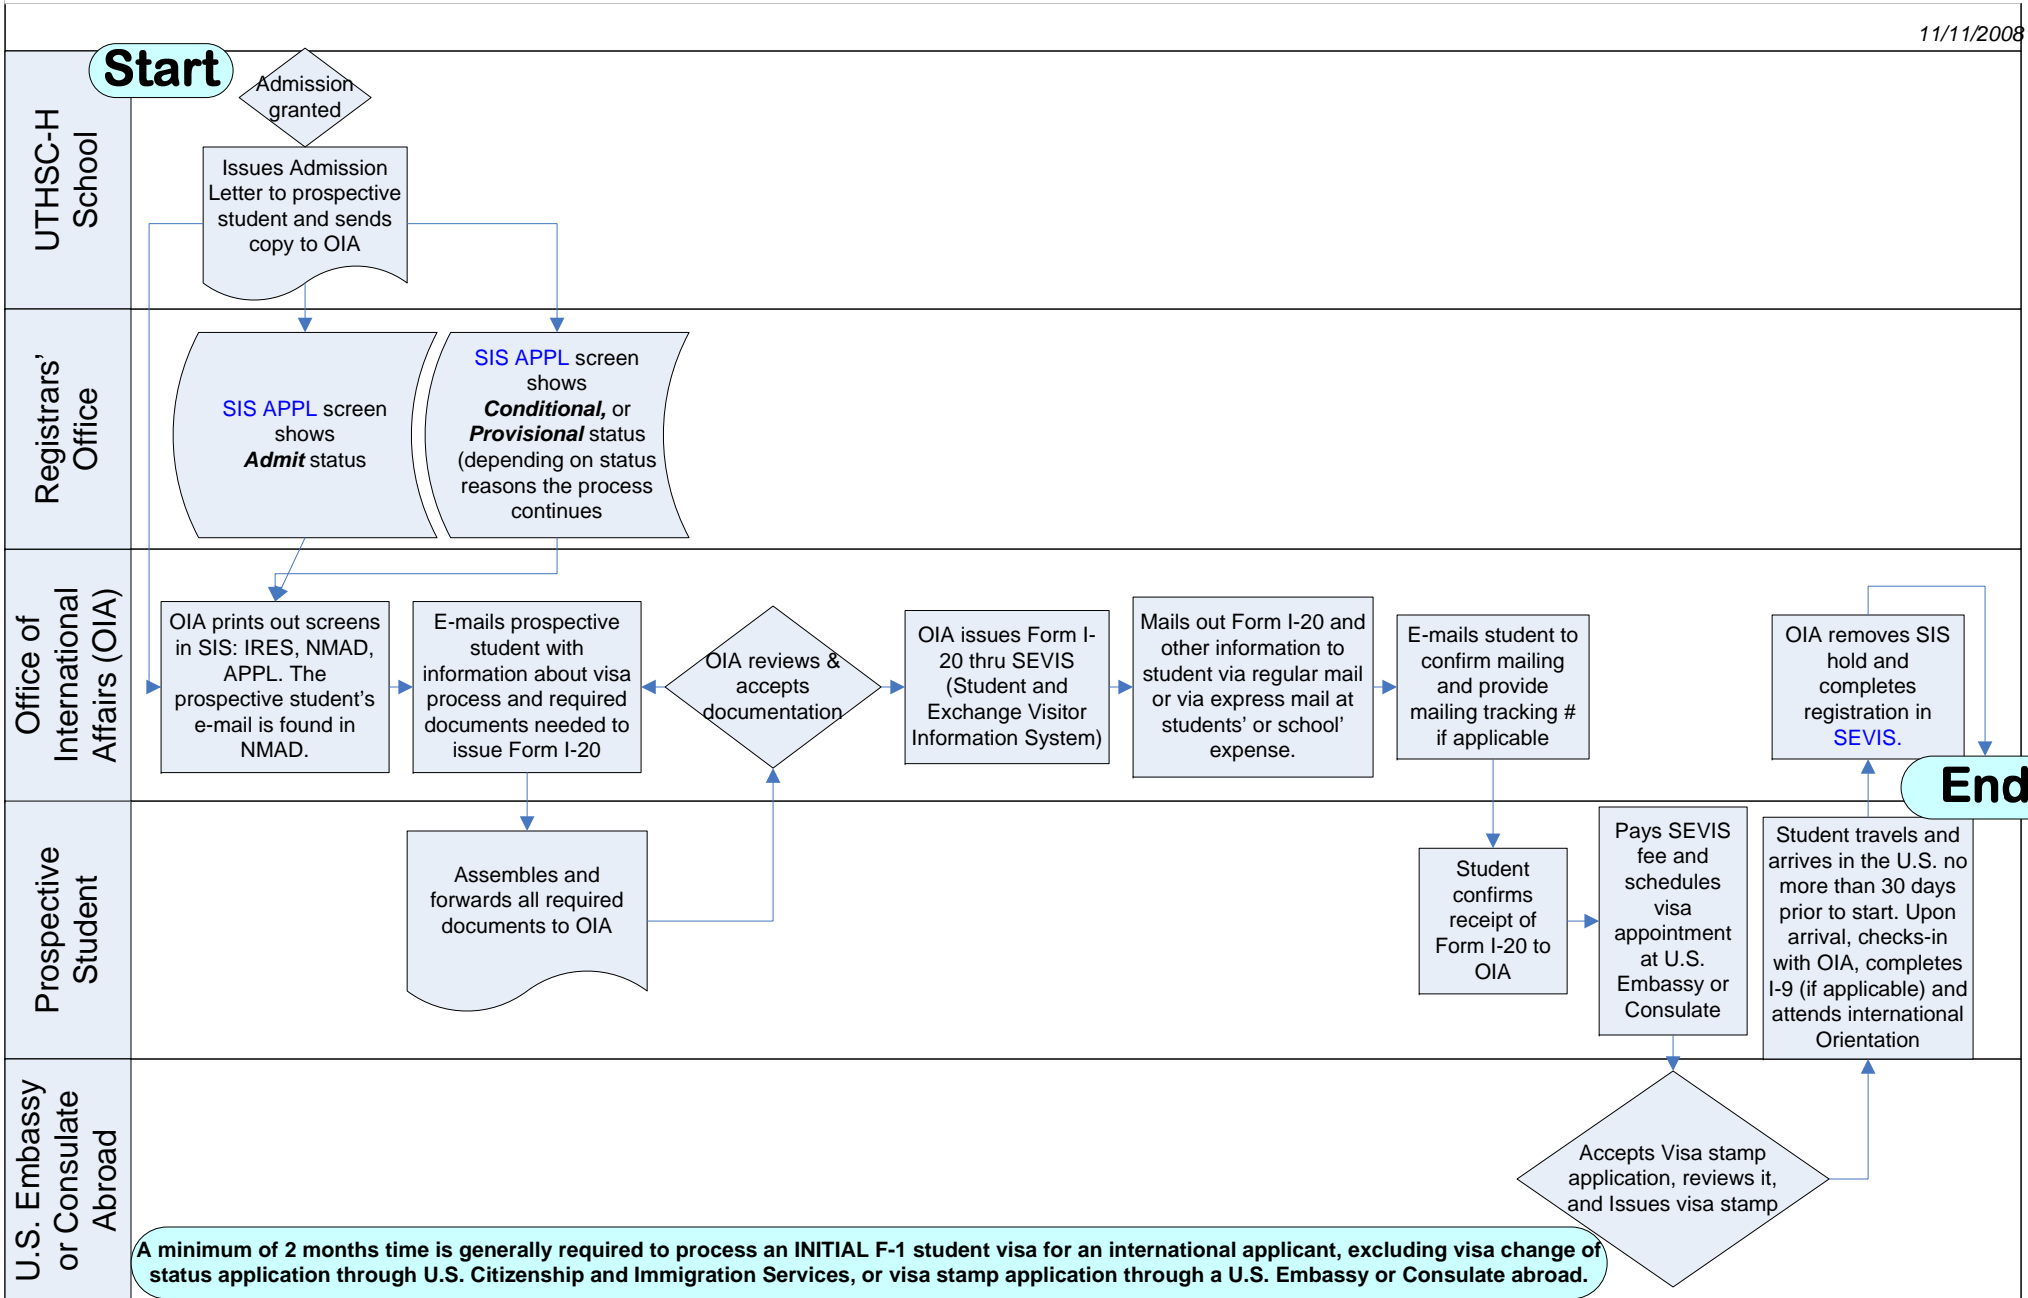 11/11/2008
Start
UTHSC-H
School
Admission
granted
Issues Admission
Letter to prospective
student and sends
copy to OIA
Registrars’
Office
SIS APPL screen
shows
Admit status
SIS APPL screen
shows
Conditional, or
Provisional status
(depending on status
reasons the process
continues
Office of
International
Affairs (OIA)
OIA prints out screens
in SIS: IRES, NMAD,
APPL. The
prospective student’s
e-mail is found in
NMAD.
E-mails prospective
student with
information about visa
process and required
documents needed to
issue Form I-20
OIA reviews &
accepts
documentation
OIA issues Form I-
20 thru SEVIS
(Student and
Exchange Visitor
Information System)
Mails out Form I-20 and
other information to
student via regular mail
or via express mail at
students’ or school’
expense.
E-mails student to
confirm mailing
and provide
mailing tracking #
if applicable
OIA removes SIS
hold and
completes
registration in
SEVIS.
End
Prospective
Student
Assembles and
forwards all required
documents to OIA
Student
confirms
receipt of
Form I-20 to
OIA
Pays SEVIS
fee and
schedules
visa
appointment
at U.S.
Embassy or
Consulate
Student travels and
arrives in the U.S. no
more than 30 days
prior to start. Upon
arrival, checks-in
with OIA, completes
I-9 (if applicable) and
attends international
Orientation
U.S. Embassy
or Consulate
Abroad
Accepts Visa stamp
application, reviews it,
and Issues visa stamp
A minimum of 2 months time is generally required to process an INITIAL F-1 student visa for an international applicant, excluding visa change of
status application through U.S. Citizenship and Immigration Services, or visa stamp application through a U.S. Embassy or Consulate abroad.